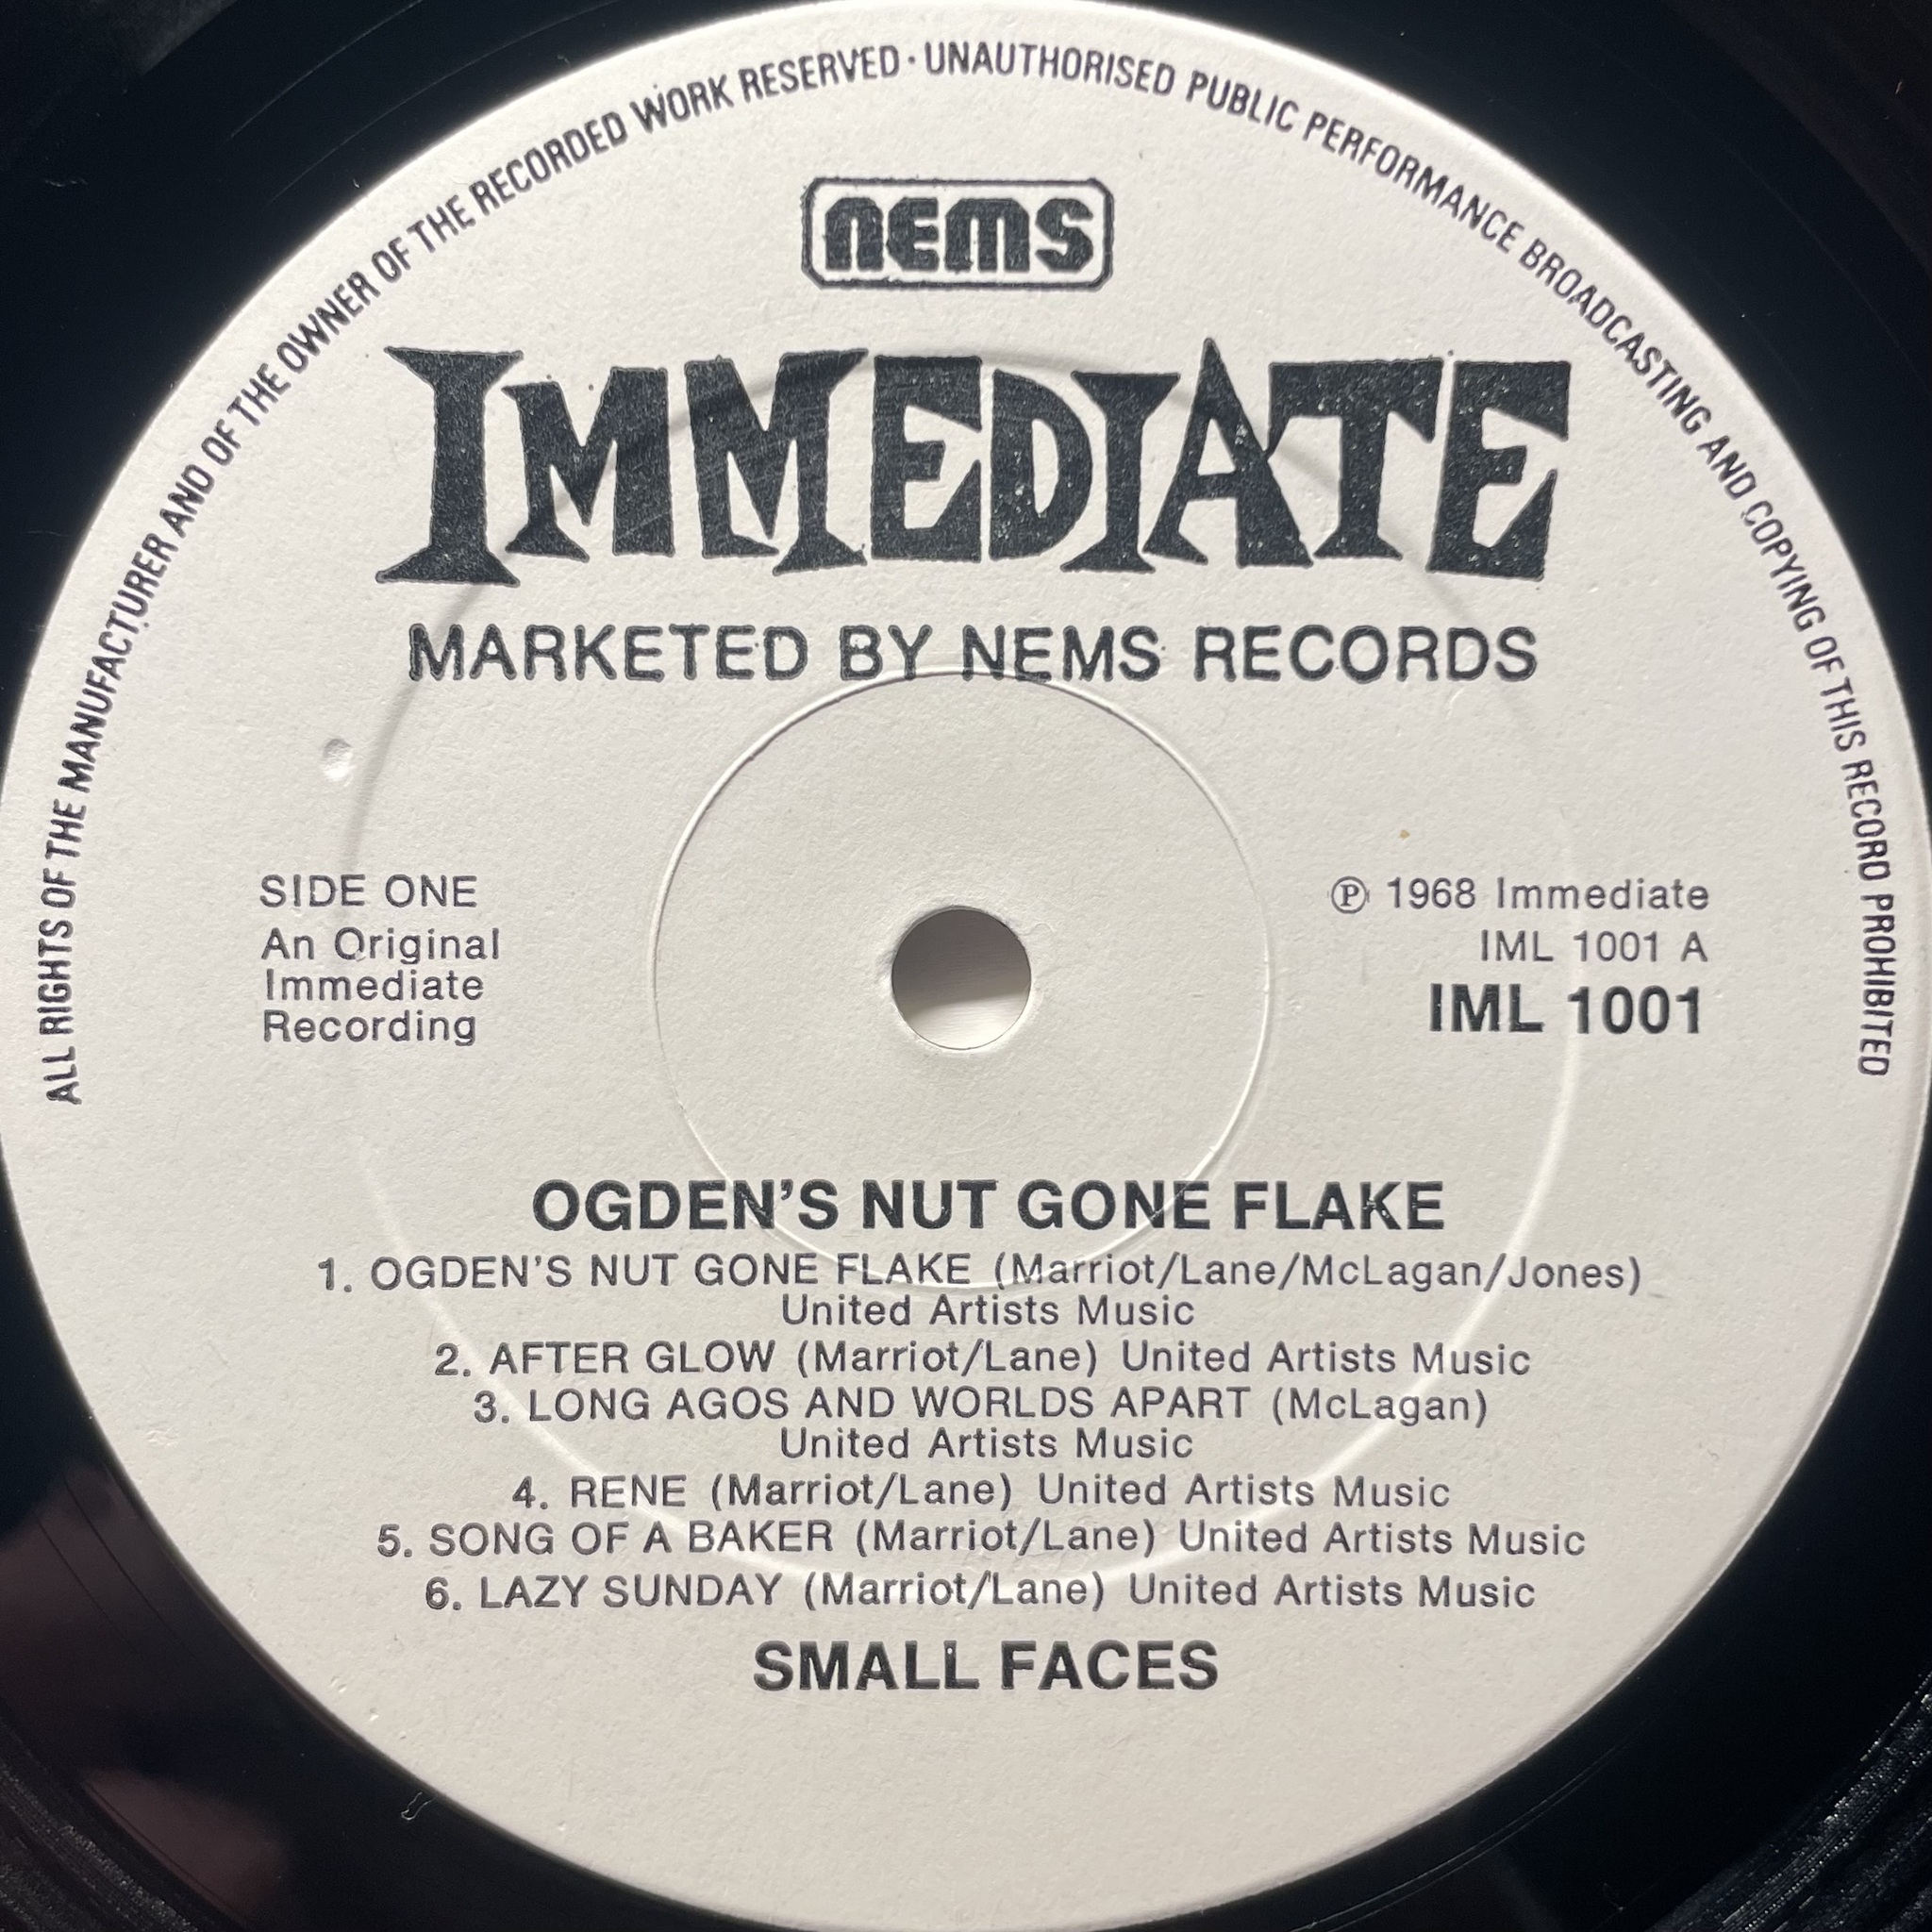 ALL RIGHTS OF THE MANUFACTURER AND OF THE OWNER OF THE RECORDED WORK RESERVED · UNAUTHORISED PUBLIC PERFORMANCE BROADCASTING AND COPYING OF THIS RECORD PROHIBITED
nems
IMMEDIATE
MARKETED BY NEMS RECORDS
SIDE ONE
An Original
Immediate
Recording
℗ 1968 Immediate
IML 1001 A
IML 1001
OGDEN'S NUT GONE FLAKE
1. OGDEN'S NUT GONE FLAKE (Marriot/Lane/McLagan/Jones)
United Artists Music
2. AFTER GLOW (Marriot/Lane) United Artists Music
3. LONG AGOS AND WORLDS APART (McLagan)
United Artists Music
4. RENE (Marriot/Lane) United Artists Music
5. SONG OF A BAKER (Marriot/Lane) United Artists Music
6. LAZY SUNDAY (Marriot/Lane) United Artists Music
SMALL FACES